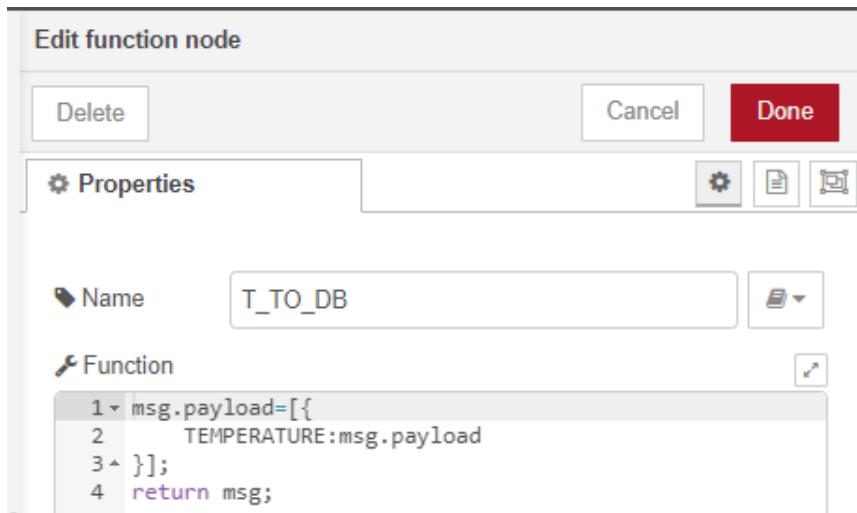 Edit function node
Delete
Cancel
Done
Properties
Name
T_TO_DB
Function
1 msg.payload=[{
2     TEMPERATURE:msg.payload
3 }];
4 return msg;